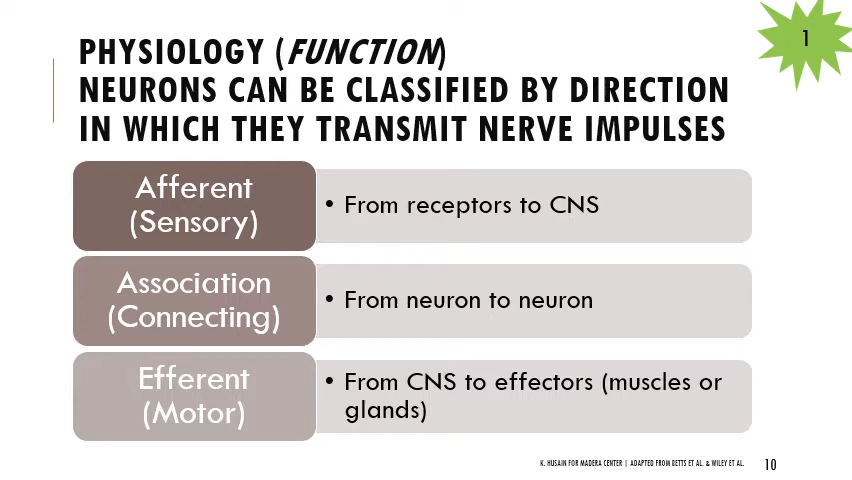 1
PHYSIOLOGY (FUNCTION)
NEURONS CAN BE CLASSIFIED BY DIRECTION
IN WHICH THEY TRANSMIT NERVE IMPULSES
Afferent
(Sensory)
• From receptors to CNS
Association
(Connecting)
• From neuron to neuron
Efferent
(Motor)
• From CNS to effectors (muscles or
glands)
K. HUSAIN FOR MADERA CENTER | ADAPTED FROM BETTS ET AL. & WILEY ET AL.
10